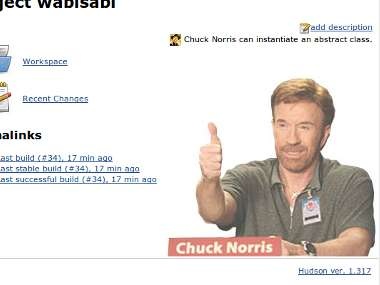 ject wabisabi
add description
Chuck Norris can instantiate an abstract class.
Workspace
Recent Changes
malinks
ast build (#34), 17 min ago
ast stable build (#34), 17 min ago
ast successful build (#34), 17 min ago
Chuck Norris
Hudson ver. 1.317